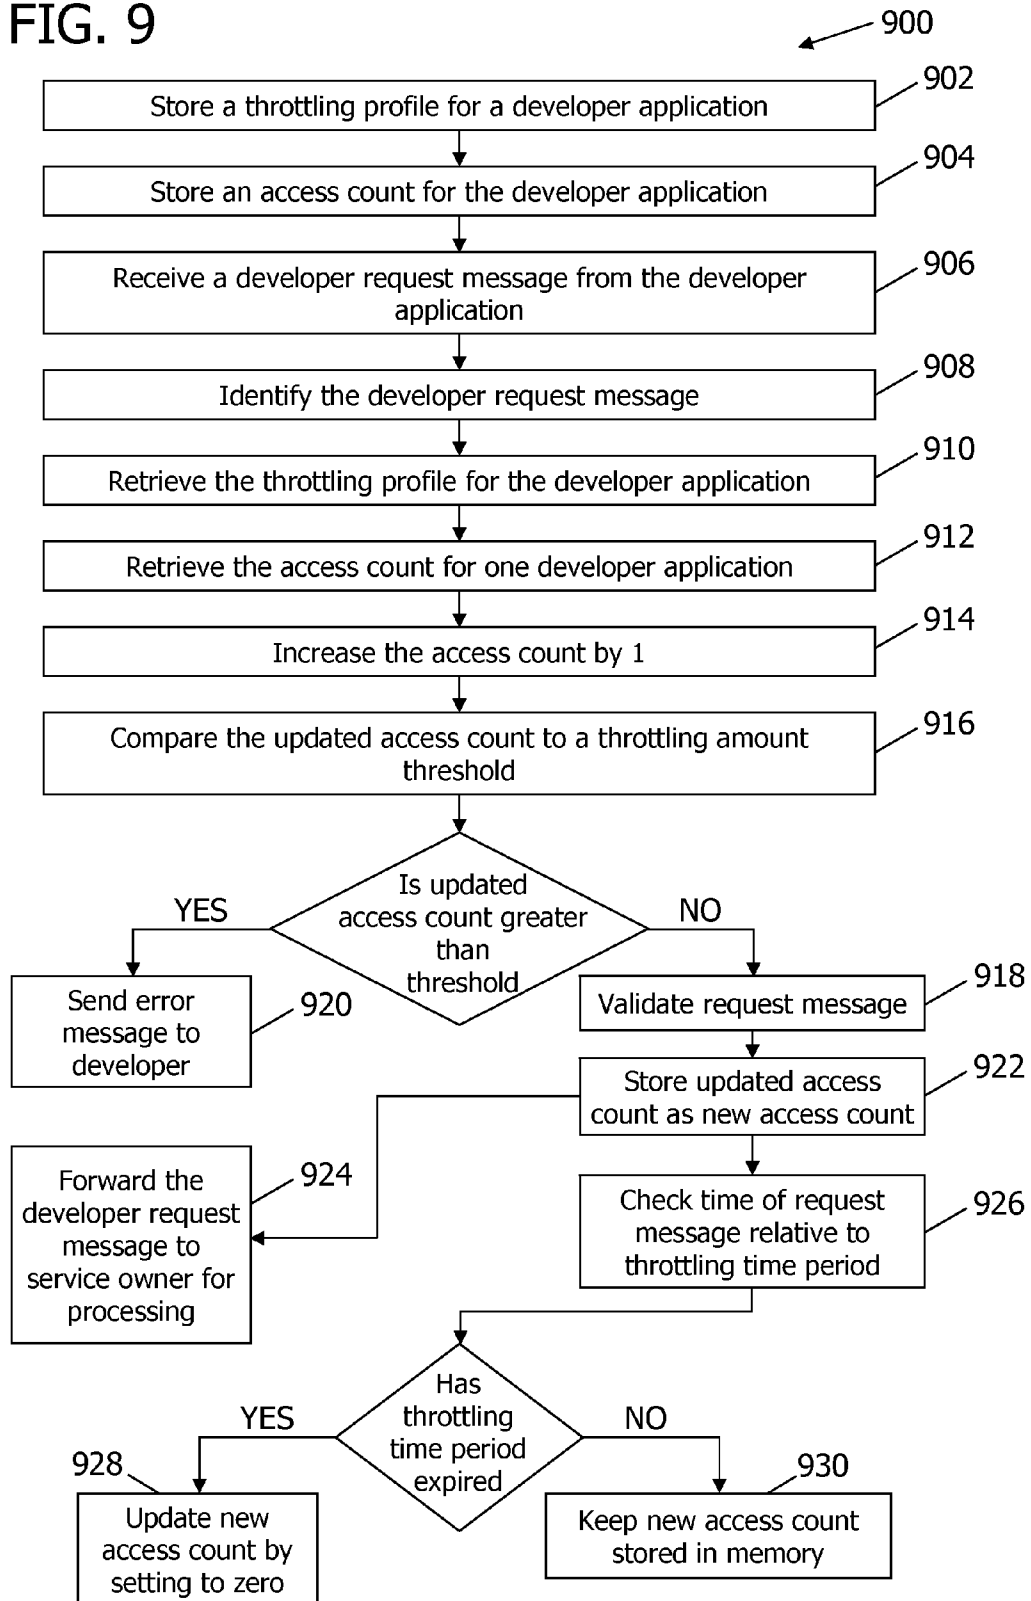 FIG. 9
900
Store a throttling profile for a developer application
902
Store an access count for the developer application
904
Receive a developer request message from the developer
application
906
Identify the developer request message
908
Retrieve the throttling profile for the developer application
910
Retrieve the access count for one developer application
912
Increase the access count by 1
914
Compare the updated access count to a throttling amount
threshold
916
Is updated
access count greater
than
threshold
YES
NO
Send error
message to
developer
920
Validate request message
918
Store updated access
count as new access count
922
Forward the
developer request
message to
service owner for
processing
924
Check time of request
message relative to
throttling time period
926
Has
throttling
time period
expired
YES
NO
928
Update new
access count by
setting to zero
930
Keep new access count
stored in memory